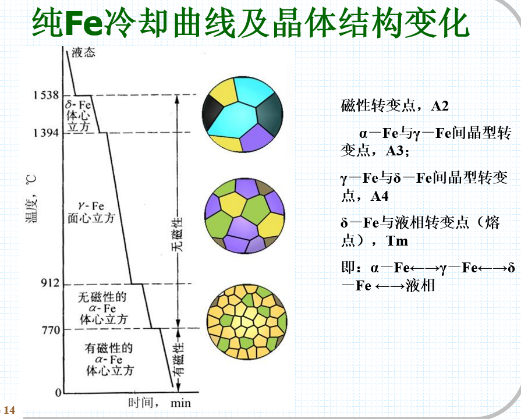 纯Fe冷却曲线及晶体结构变化
液态
1538
δ-Fe
体心
立方
1394
温度，℃
γ-Fe
面心立方
无磁性
912
无磁性的
α-Fe
体心立方
770
有磁性的
α-Fe
体心立方
有磁性
0
时间， min
磁性转变点，A2
α－Fe与γ－Fe间晶型转
变点，A3；
γ－Fe与δ－Fe间晶型转变
点，A4
δ－Fe与液相转变点（熔
点），Tm
即：α－Fe←→γ－Fe←→δ
－Fe ←→液相
14